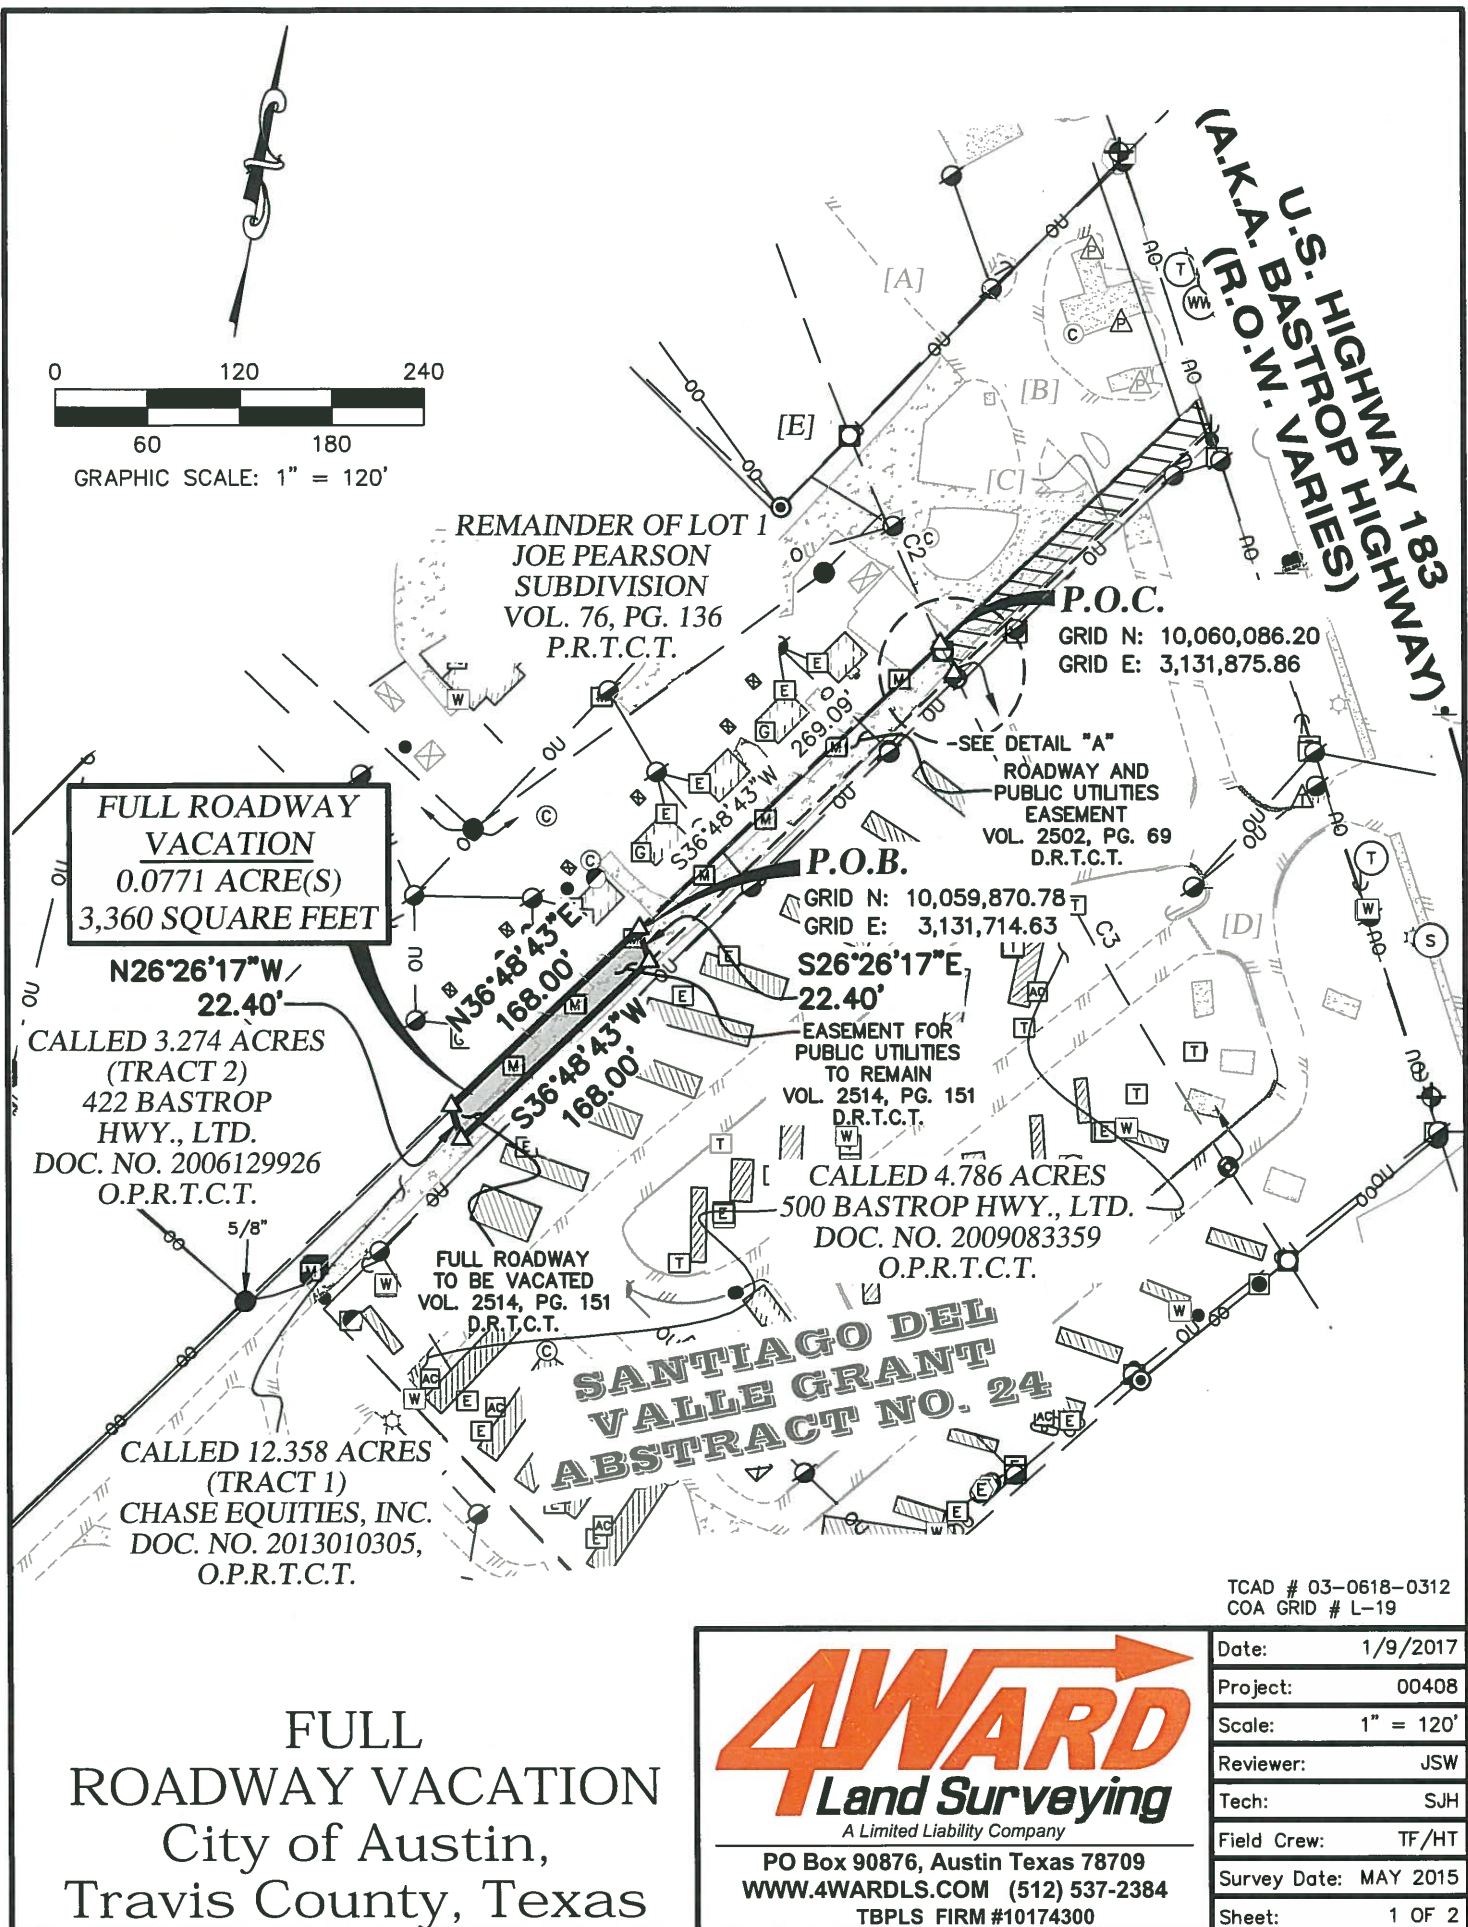 U.S. HIGHWAY 183
(A.K.A. BASTROP HIGHWAY)
(R.O.W. VARIES)
0 120 240
60 180
GRAPHIC SCALE: 1" = 120'
[A]
[B]
[C]
[D]
[E]
C2
C3
REMAINDER OF LOT 1
JOE PEARSON
SUBDIVISION
VOL. 76, PG. 136
P.R.T.C.T.
P.O.C.
GRID N: 10,060,086.20
GRID E: 3,131,875.86
SEE DETAIL "A"
ROADWAY AND
PUBLIC UTILITIES
EASEMENT
VOL. 2502, PG. 69
D.R.T.C.T.
S36°48'43"W
269.09'
FULL ROADWAY
VACATION
0.0771 ACRE(S)
3,360 SQUARE FEET
P.O.B.
GRID N: 10,059,870.78
GRID E: 3,131,714.63
N26°26'17"W
22.40'
N36°48'43"E
168.00'
S36°48'43"W
168.00'
S26°26'17"E
22.40'
EASEMENT FOR
PUBLIC UTILITIES
TO REMAIN
VOL. 2514, PG. 151
D.R.T.C.T.
CALLED 3.274 ACRES
(TRACT 2)
422 BASTROP
HWY., LTD.
DOC. NO. 2006129926
O.P.R.T.C.T.
5/8"
FULL ROADWAY
TO BE VACATED
VOL. 2514, PG. 151
D.R.T.C.T.
CALLED 4.786 ACRES
500 BASTROP HWY., LTD.
DOC. NO. 2009083359
O.P.R.T.C.T.
SANTIAGO DEL
VALLE GRANT
ABSTRACT NO. 24
CALLED 12.358 ACRES
(TRACT 1)
CHASE EQUITIES, INC.
DOC. NO. 2013010305,
O.P.R.T.C.T.
TCAD # 03-0618-0312
COA GRID # L-19
FULL
ROADWAY VACATION
City of Austin,
Travis County, Texas
4WARD
Land Surveying
A Limited Liability Company
PO Box 90876, Austin Texas 78709
WWW.4WARDLS.COM (512) 537-2384
TBPLS FIRM #10174300
Date: 1/9/2017
Project: 00408
Scale: 1" = 120'
Reviewer: JSW
Tech: SJH
Field Crew: TF/HT
Survey Date: MAY 2015
Sheet: 1 OF 2